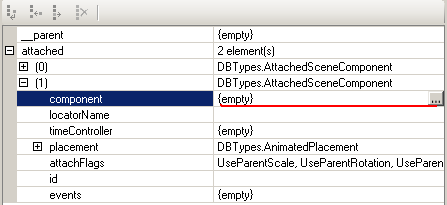 __parent {empty}
attached 2 element(s)
(0) DBTypes.AttachedSceneComponent
(1) DBTypes.AttachedSceneComponent
component {empty} ...
locatorName
timeController {empty}
placement DBTypes.AnimatedPlacement
attachFlags UseParentScale, UseParentRotation, UseParen
id
events {empty}